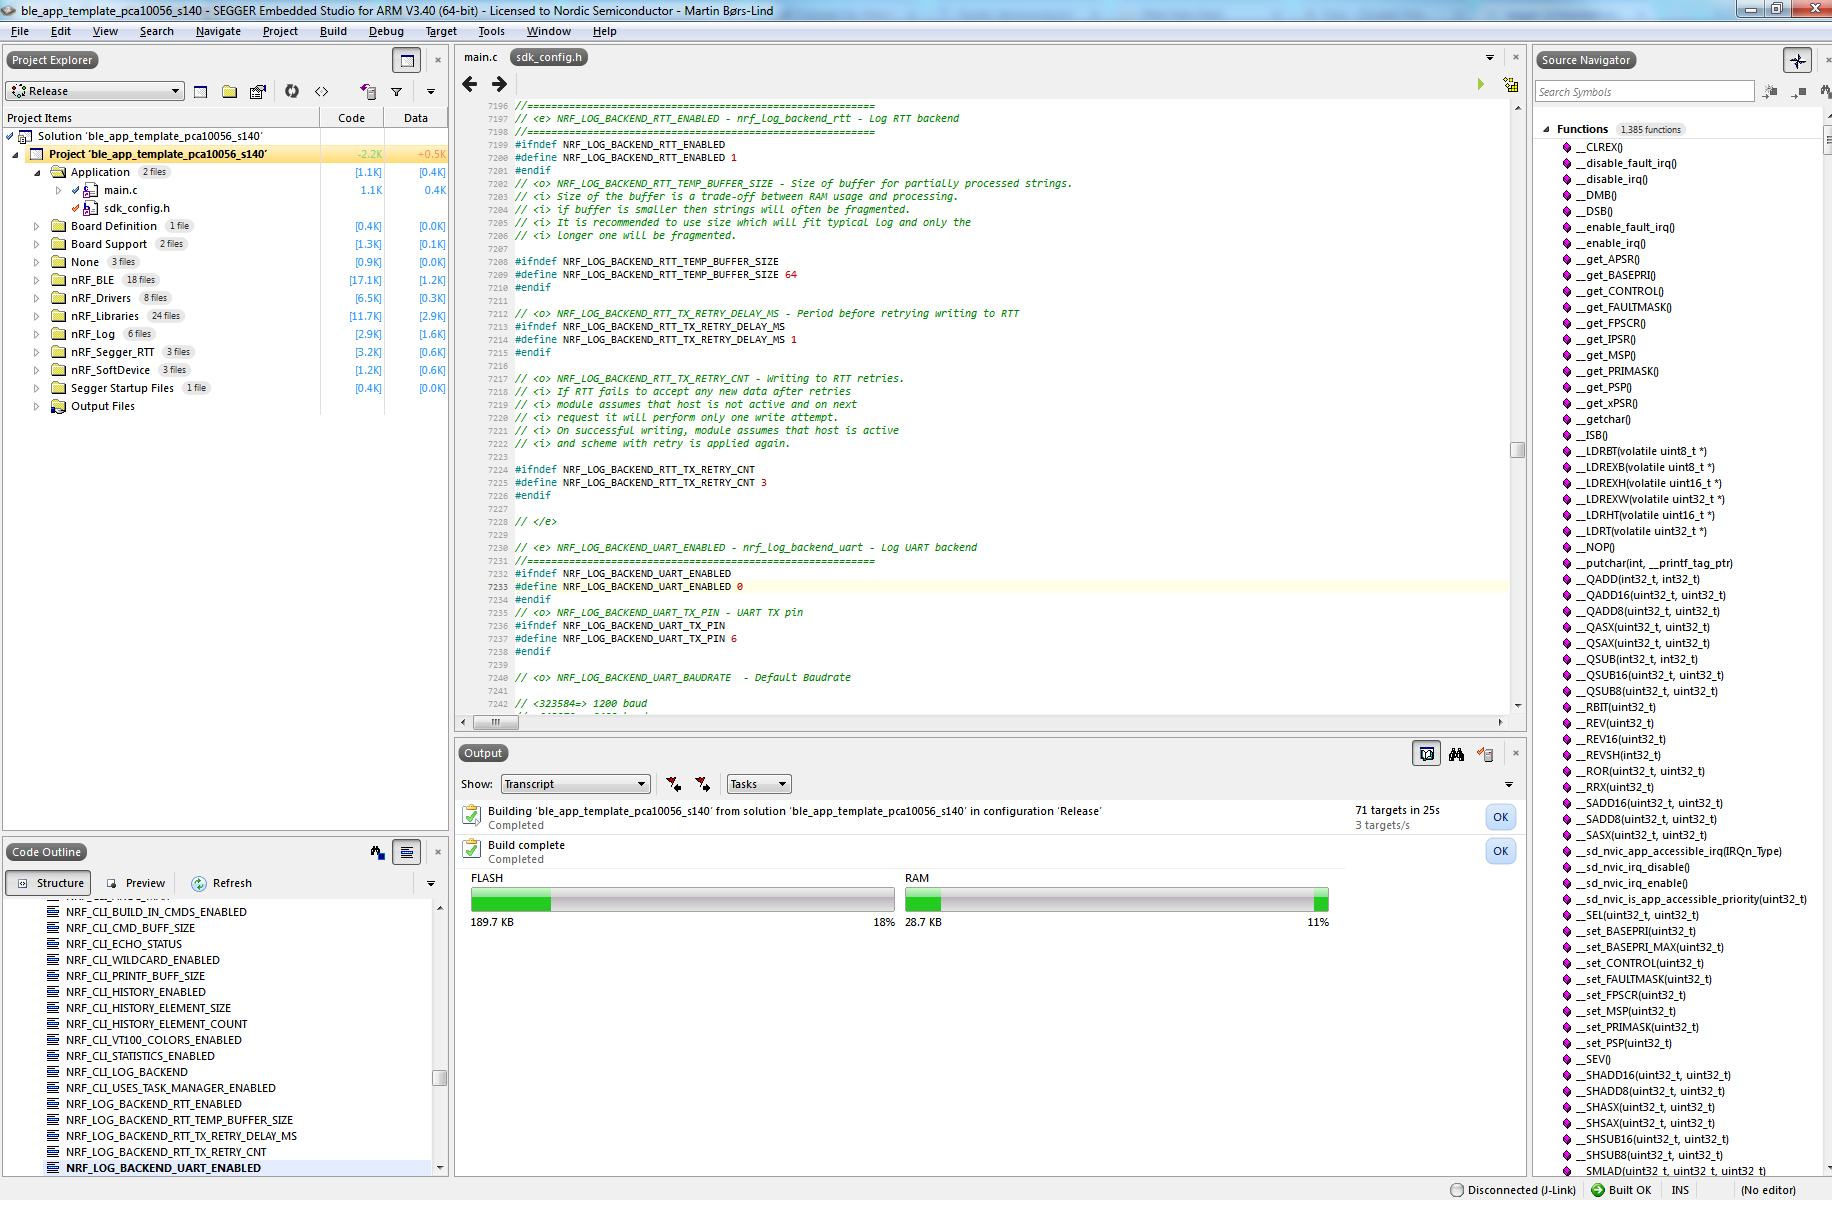 ble_app_template_pca10056_s140 - SEGGER Embedded Studio for ARM V3.40 (64-bit) - Licensed to Nordic Semiconductor - Martin Børs-Lind
File Edit View Search Navigate Project Build Debug Target Tools Window Help
Project Explorer
Release
Project Items Code Data
Solution 'ble_app_template_pca10056_s140'
Project 'ble_app_template_pca10056_s140' -2.2K +0.5K
Application 2 files [1.1K] [0.4K]
main.c 1.1K 0.4K
sdk_config.h
Board Definition 1 file [0.4K] [0.0K]
Board Support 2 files [1.3K] [0.1K]
None 3 files [0.9K] [0.0K]
nRF_BLE 18 files [17.1K] [1.2K]
nRF_Drivers 8 files [6.5K] [0.3K]
nRF_Libraries 24 files [11.7K] [2.9K]
nRF_Log 6 files [2.9K] [1.6K]
nRF_Segger_RTT 3 files [3.2K] [0.6K]
nRF_SoftDevice 3 files [1.2K] [0.6K]
Segger Startup Files 1 file [0.4K] [0.0K]
Output Files
Code Outline
Structure Preview Refresh
NRF_CLI_BUILD_IN_CMDS_ENABLED
NRF_CLI_CMD_BUFF_SIZE
NRF_CLI_ECHO_STATUS
NRF_CLI_WILDCARD_ENABLED
NRF_CLI_PRINTF_BUFF_SIZE
NRF_CLI_HISTORY_ENABLED
NRF_CLI_HISTORY_ELEMENT_SIZE
NRF_CLI_HISTORY_ELEMENT_COUNT
NRF_CLI_VT100_COLORS_ENABLED
NRF_CLI_STATISTICS_ENABLED
NRF_CLI_LOG_BACKEND
NRF_CLI_USES_TASK_MANAGER_ENABLED
NRF_LOG_BACKEND_RTT_ENABLED
NRF_LOG_BACKEND_RTT_TEMP_BUFFER_SIZE
NRF_LOG_BACKEND_RTT_TX_RETRY_DELAY_MS
NRF_LOG_BACKEND_RTT_TX_RETRY_CNT
NRF_LOG_BACKEND_UART_ENABLED
main.c sdk_config.h
7196 //==========================================================
7197 // <e> NRF_LOG_BACKEND_RTT_ENABLED - nrf_log_backend_rtt - Log RTT backend
7198 //==========================================================
7199 #ifndef NRF_LOG_BACKEND_RTT_ENABLED
7200 #define NRF_LOG_BACKEND_RTT_ENABLED 1
7201 #endif
7202 // <o> NRF_LOG_BACKEND_RTT_TEMP_BUFFER_SIZE - Size of buffer for partially processed strings.
7203 // <i> Size of the buffer is a trade-off between RAM usage and processing.
7204 // <i> if buffer is smaller then strings will often be fragmented.
7205 // <i> It is recommended to use size which will fit typical log and only the
7206 // <i> longer one will be fragmented.
7207
7208 #ifndef NRF_LOG_BACKEND_RTT_TEMP_BUFFER_SIZE
7209 #define NRF_LOG_BACKEND_RTT_TEMP_BUFFER_SIZE 64
7210 #endif
7211
7212 // <o> NRF_LOG_BACKEND_RTT_TX_RETRY_DELAY_MS - Period before retrying writing to RTT
7213 #ifndef NRF_LOG_BACKEND_RTT_TX_RETRY_DELAY_MS
7214 #define NRF_LOG_BACKEND_RTT_TX_RETRY_DELAY_MS 1
7215 #endif
7216
7217 // <o> NRF_LOG_BACKEND_RTT_TX_RETRY_CNT - Writing to RTT retries.
7218 // <i> If RTT fails to accept any new data after retries
7219 // <i> module assumes that host is not active and on next
7220 // <i> request it will perform only one write attempt.
7221 // <i> On successful writing, module assumes that host is active
7222 // <i> and scheme with retry is applied again.
7223
7224 #ifndef NRF_LOG_BACKEND_RTT_TX_RETRY_CNT
7225 #define NRF_LOG_BACKEND_RTT_TX_RETRY_CNT 3
7226 #endif
7227
7228 // </e>
7229
7230 // <e> NRF_LOG_BACKEND_UART_ENABLED - nrf_log_backend_uart - Log UART backend
7231 //==========================================================
7232 #ifndef NRF_LOG_BACKEND_UART_ENABLED
7233 #define NRF_LOG_BACKEND_UART_ENABLED 0
7234 #endif
7235 // <o> NRF_LOG_BACKEND_UART_TX_PIN - UART TX pin
7236 #ifndef NRF_LOG_BACKEND_UART_TX_PIN
7237 #define NRF_LOG_BACKEND_UART_TX_PIN 6
7238 #endif
7239
7240 // <o> NRF_LOG_BACKEND_UART_BAUDRATE - Default Baudrate
7241
7242 // <323584=> 1200 baud
Output
Show: Transcript Tasks
Building 'ble_app_template_pca10056_s140' from solution 'ble_app_template_pca10056_s140' in configuration 'Release' 71 targets in 25s OK
Completed 3 targets/s
Build complete OK
Completed
FLASH RAM
189.7 KB 18% 28.7 KB 11%
Source Navigator
Search Symbols
Functions 1,385 functions
__CLREX()
__disable_fault_irq()
__disable_irq()
__DMB()
__DSB()
__enable_fault_irq()
__enable_irq()
__get_APSR()
__get_BASEPRI()
__get_CONTROL()
__get_FAULTMASK()
__get_FPSCR()
__get_IPSR()
__get_MSP()
__get_PRIMASK()
__get_PSP()
__get_xPSR()
__getchar()
__ISB()
__LDRBT(volatile uint8_t *)
__LDREXB(volatile uint8_t *)
__LDREXH(volatile uint16_t *)
__LDREXW(volatile uint32_t *)
__LDRHT(volatile uint16_t *)
__LDRT(volatile uint32_t *)
__NOP()
__putchar(int, __printf_tag_ptr)
__QADD(int32_t, int32_t)
__QADD16(uint32_t, uint32_t)
__QADD8(uint32_t, uint32_t)
__QASX(uint32_t, uint32_t)
__QSAX(uint32_t, uint32_t)
__QSUB(int32_t, int32_t)
__QSUB16(uint32_t, uint32_t)
__QSUB8(uint32_t, uint32_t)
__RBIT(uint32_t)
__REV(uint32_t)
__REV16(uint32_t)
__REVSH(int32_t)
__ROR(uint32_t, uint32_t)
__RRX(uint32_t)
__SADD16(uint32_t, uint32_t)
__SADD8(uint32_t, uint32_t)
__SASX(uint32_t, uint32_t)
__sd_nvic_app_accessible_irq(IRQn_Type)
__sd_nvic_irq_disable()
__sd_nvic_irq_enable()
__sd_nvic_is_app_accessible_priority(uint32_t)
__SEL(uint32_t, uint32_t)
__set_BASEPRI(uint32_t)
__set_BASEPRI_MAX(uint32_t)
__set_CONTROL(uint32_t)
__set_FAULTMASK(uint32_t)
__set_FPSCR(uint32_t)
__set_MSP(uint32_t)
__set_PRIMASK(uint32_t)
__set_PSP(uint32_t)
__SEV()
__SHADD16(uint32_t, uint32_t)
__SHADD8(uint32_t, uint32_t)
__SHASX(uint32_t, uint32_t)
__SHSAX(uint32_t, uint32_t)
__SHSUB16(uint32_t, uint32_t)
__SHSUB8(uint32_t, uint32_t)
__SMLAD(uint32_t, uint32_t, uint32_t)
Disconnected (J-Link) Built OK INS (No editor)